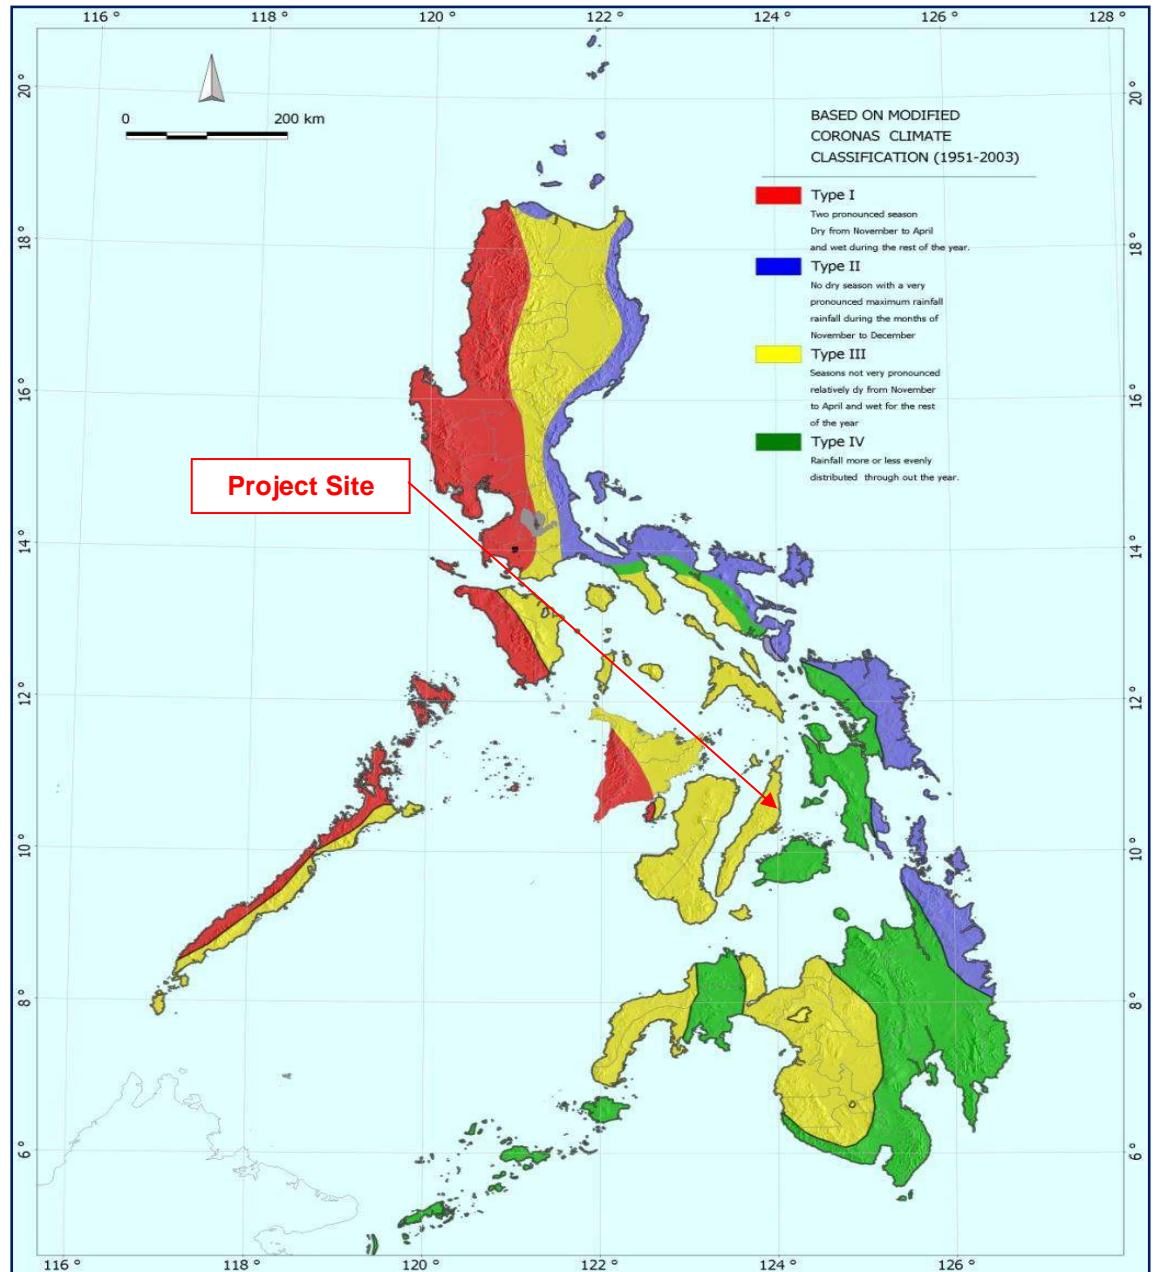 116 °
120 °
122 °
124 °
126 °
128 °
20 °
20 °
0
200 km
BASED ON MODIFIED
CORONAS CLIMATE
CLASSIFICATION (1951-2003)
Type I
Two pronounced season
Dry from November to April
and wet during the rest of the year.
18 °
18 °
Type II
No dry season with a very
pronounced maximum rainfall
rainfall during the months of
November to December
Type III
Seasons not very pronounced
relatively dy from November
to April and wet for the rest
of the year
16 °
16 °
Type IV
Rainfall more or less evenly
distributed through out the year.
Project Site
14 °
14 °
12 °
12 °
10 °
10 °
8 °
8 °
6 °
6 °
116 °
118 °
120 °
122 °
124 °
126 °